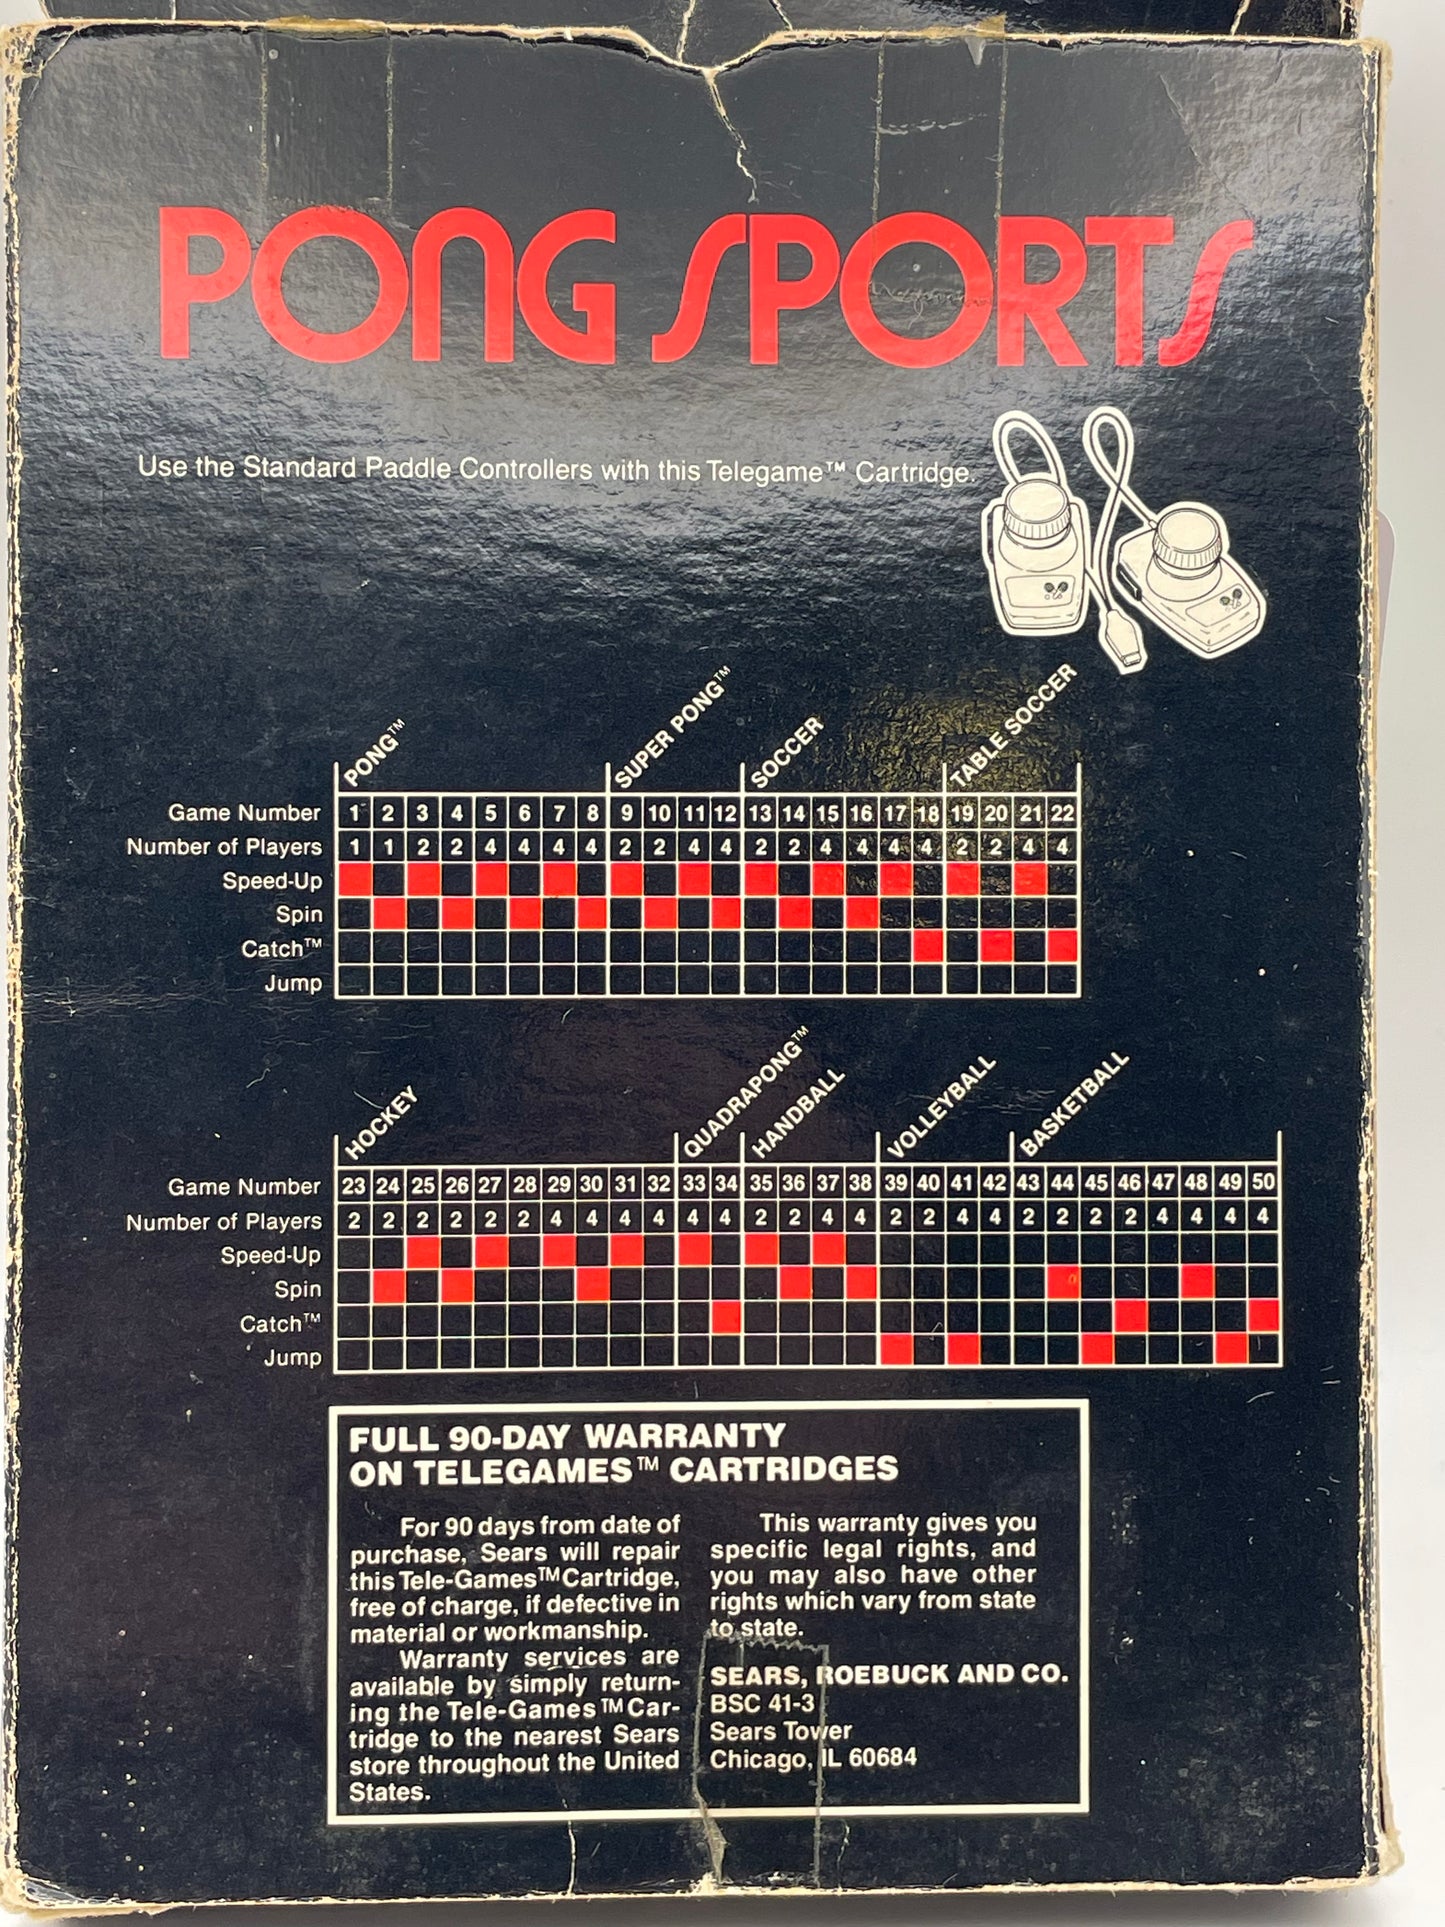 PONG SPORTS
Use the Standard Paddle Controllers with this Telegame™ Cartridge.
PONG™ SUPER PONG™ SOCCER TABLE SOCCER
Game Number 1 2 3 4 5 6 7 8 9 10 11 12 13 14 15 16 17 18 19 20 21 22
Number of Players 1 1 2 2 4 4 4 4 2 2 4 4 2 2 4 4 4 4 2 2 4 4
Speed-Up
Spin
Catch™
Jump
HOCKEY QUADRAPONG™ HANDBALL VOLLEYBALL BASKETBALL
Game Number 23 24 25 26 27 28 29 30 31 32 33 34 35 36 37 38 39 40 41 42 43 44 45 46 47 48 49 50
Number of Players 2 2 2 2 2 2 4 4 4 4 4 4 2 2 4 4 2 2 4 4 2 2 2 2 4 4 4 4
Speed-Up
Spin
Catch™
Jump
FULL 90-DAY WARRANTY
ON TELEGAMES™ CARTRIDGES
For 90 days from date of
purchase, Sears will repair
this Tele-Games™ Cartridge,
free of charge, if defective in
material or workmanship.
Warranty services are
available by simply return-
ing the Tele-Games™ Car-
tridge to the nearest Sears
store throughout the United
States.
This warranty gives you
specific legal rights, and
you may also have other
rights which vary from state
to state.
SEARS, ROEBUCK AND CO.
BSC 41-3
Sears Tower
Chicago, IL 60684